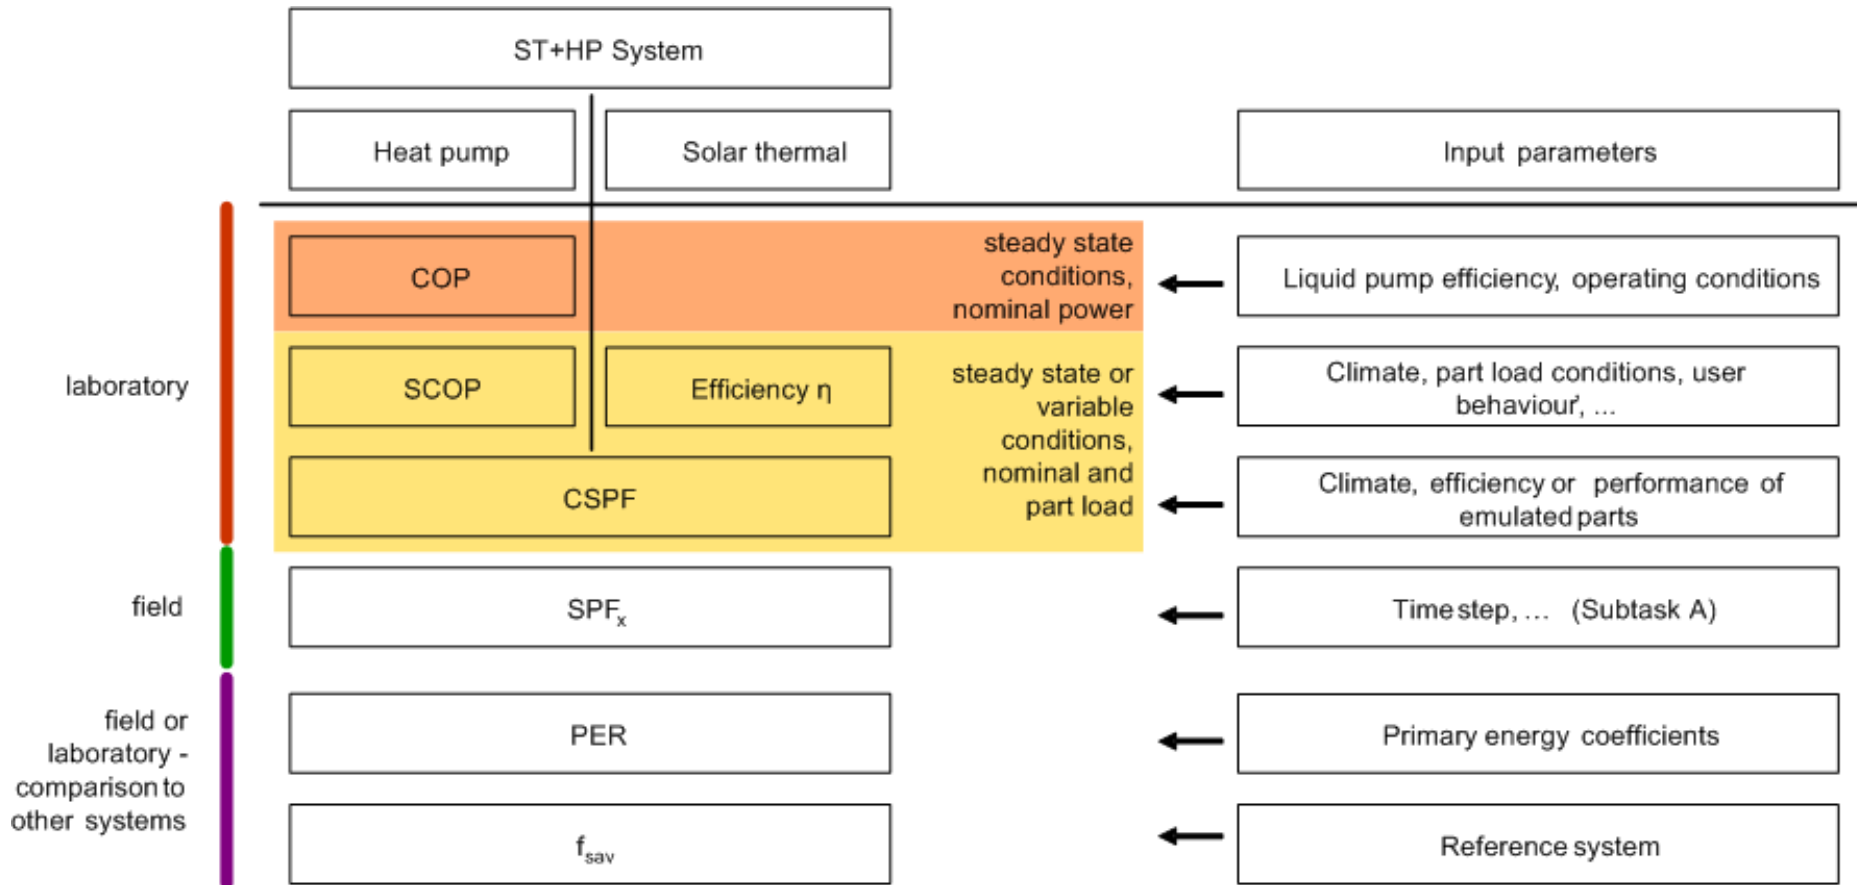 ST+HP System
Heat pump
Solar thermal
Input parameters
COP
steady state
conditions,
nominal power
Liquid pump efficiency, operating conditions
laboratory
SCOP
Efficiency η
steady state or
variable
conditions,
nominal and
part load
Climate, part load conditions, user
behaviour', ...
CSPF
Climate, efficiency or performance of
emulated parts
field
SPFx
Time step, ... (Subtask A)
field or
laboratory -
comparison to
other systems
PER
Primary energy coefficients
fsav
Reference system